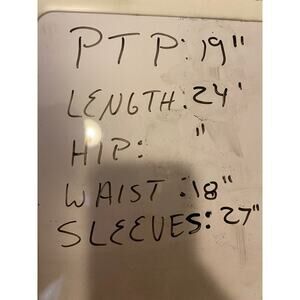 PTP: 19"
LENGTH: 24'
HIP: "
WAIST: 18"
SLEEVES: 27"